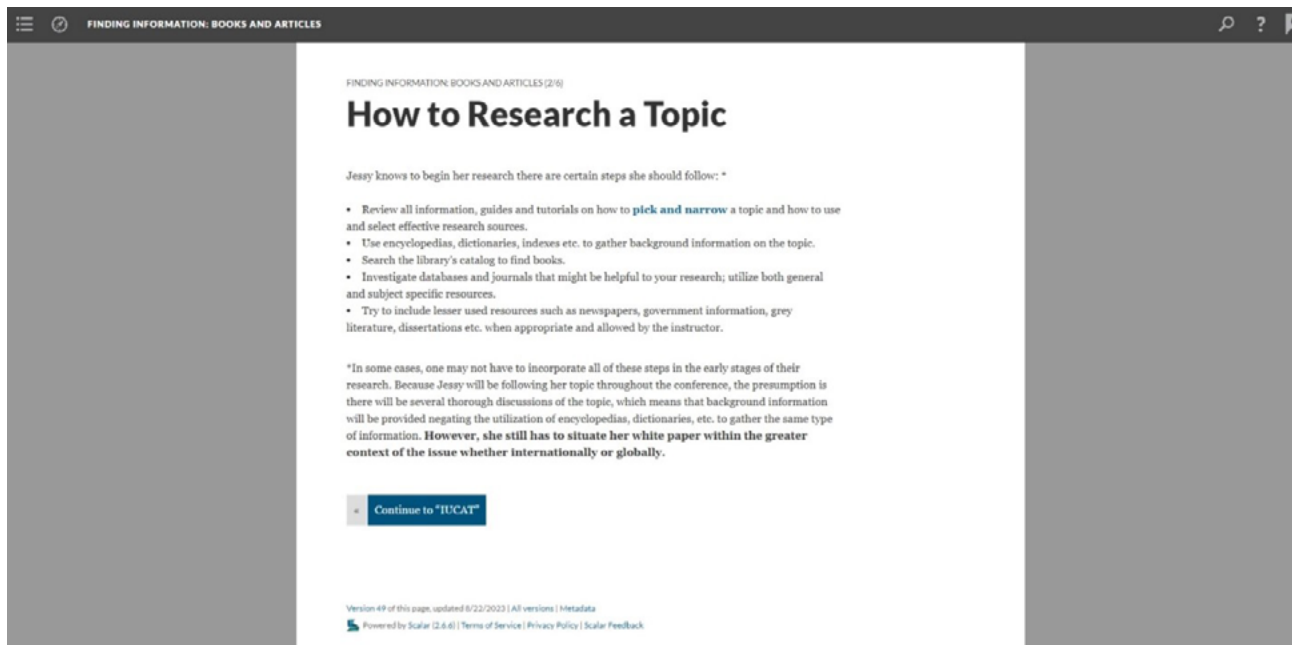 FINDING INFORMATION: BOOKS AND ARTICLES
?
FINDING INFORMATION: BOOKS AND ARTICLES (2/6)
How to Research a Topic
Jessy knows to begin her research there are certain steps she should follow: *
• Review all information, guides and tutorials on how to pick and narrow a topic and how to use
and select effective research sources.
• Use encyclopedias, dictionaries, indexes etc. to gather background information on the topic.
• Search the library's catalog to find books.
• Investigate databases and journals that might be helpful to your research; utilize both general
and subject specific resources.
• Try to include lesser used resources such as newspapers, government information, grey
literature, dissertations etc. when appropriate and allowed by the instructor.
*In some cases, one may not have to incorporate all of these steps in the early stages of their
research. Because Jessy will be following her topic throughout the conference, the presumption is
there will be several thorough discussions of the topic, which means that background information
will be provided negating the utilization of encyclopedias, dictionaries, etc. to gather the same type
of information. However, she still has to situate her white paper within the greater
context of the issue whether internationally or globally.
« Continue to "IUCAT"
Version 49 of this page, updated 8/22/2023 | All versions | Metadata
Powered by Scalar (2.6.6) | Terms of Service | Privacy Policy | Scalar Feedback